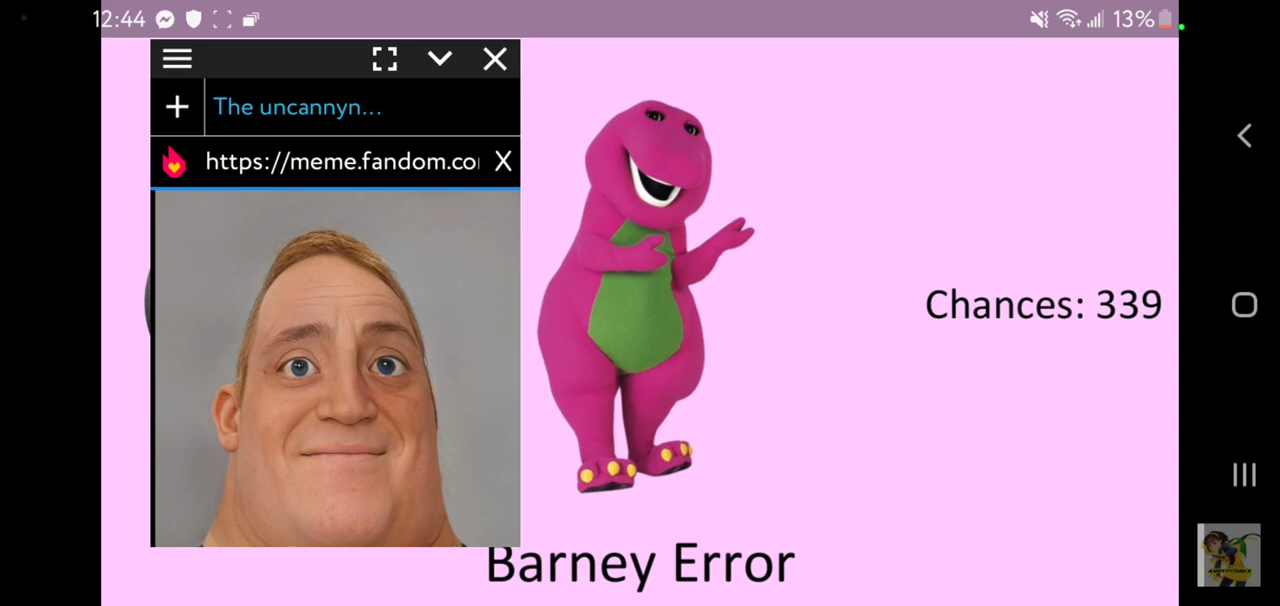 12:44
13%
The uncannyn...
https://meme.fandom.co
X
Chances: 339
Barney Error